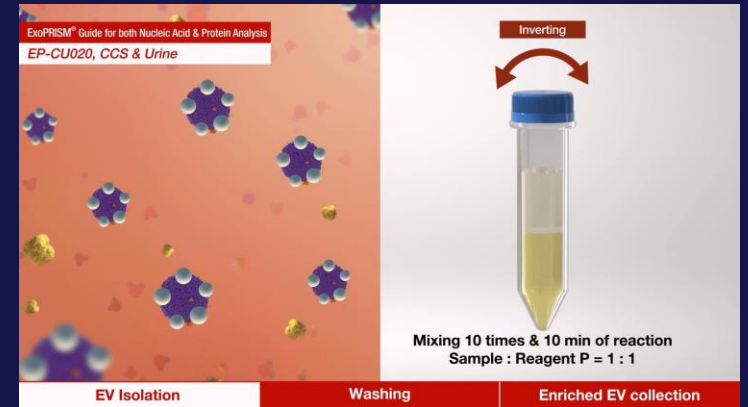 ExoPRISM® Guide for both Nucleic Acid & Protein Analysis
EP-CU020, CCS & Urine
Inverting
Mixing 10 times & 10 min of reaction
Sample : Reagent P = 1 : 1
EV Isolation
Washing
Enriched EV collection